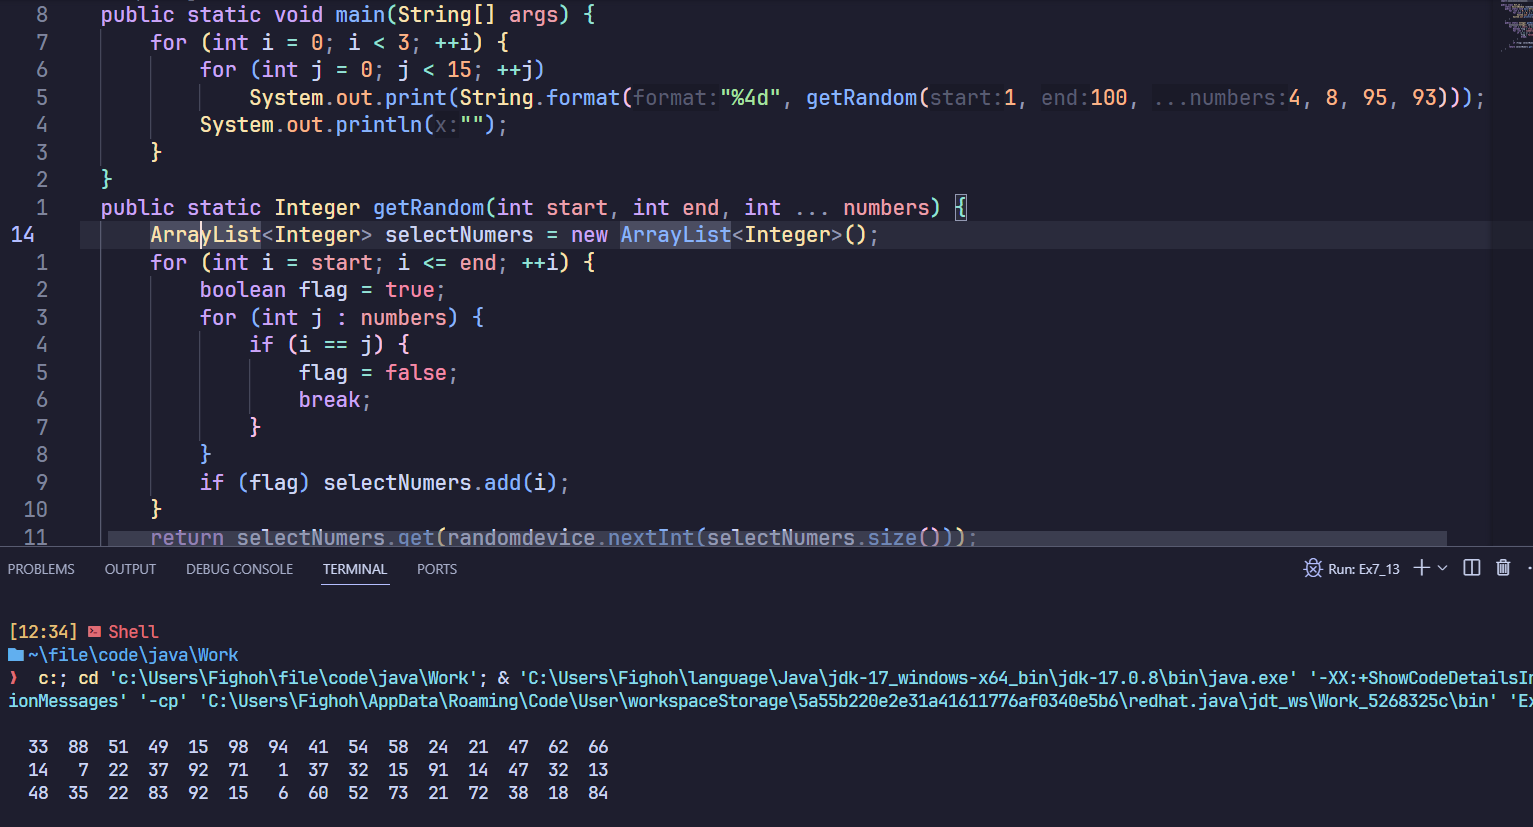 8 public static void main(String[] args) {
7 for (int i = 0; i < 3; ++i) {
6 for (int j = 0; j < 15; ++j)
5 System.out.print(String.format(format:"%4d", getRandom(start:1, end:100, ...numbers:4, 8, 95, 93)));
4 System.out.println(x:"");
3 }
2 }
1 public static Integer getRandom(int start, int end, int ... numbers) {
14 ArrayList<Integer> selectNumers = new ArrayList<Integer>();
1 for (int i = start; i <= end; ++i) {
2 boolean flag = true;
3 for (int j : numbers) {
4 if (i == j) {
5 flag = false;
6 break;
7 }
8 }
9 if (flag) selectNumers.add(i);
10 }
11 return selectNumers.get(randomdevice.nextInt(selectNumers.size()));
PROBLEMS OUTPUT DEBUG CONSOLE TERMINAL PORTS Run: Ex7_13
[12:34] Shell
~\file\code\java\Work
❯ c:; cd 'c:\Users\Fighoh\file\code\java\Work'; & 'C:\Users\Fighoh\language\Java\jdk-17_windows-x64_bin\jdk-17.0.8\bin\java.exe' '-XX:+ShowCodeDetailsIn
ionMessages' '-cp' 'C:\Users\Fighoh\AppData\Roaming\Code\User\workspaceStorage\5a55b220e2e31a41611776af0340e5b6\redhat.java\jdt_ws\Work_5268325c\bin' 'Ex
33 88 51 49 15 98 94 41 54 58 24 21 47 62 66
14 7 22 37 92 71 1 37 32 15 91 14 47 32 13
48 35 22 83 92 15 6 60 52 73 21 72 38 18 84